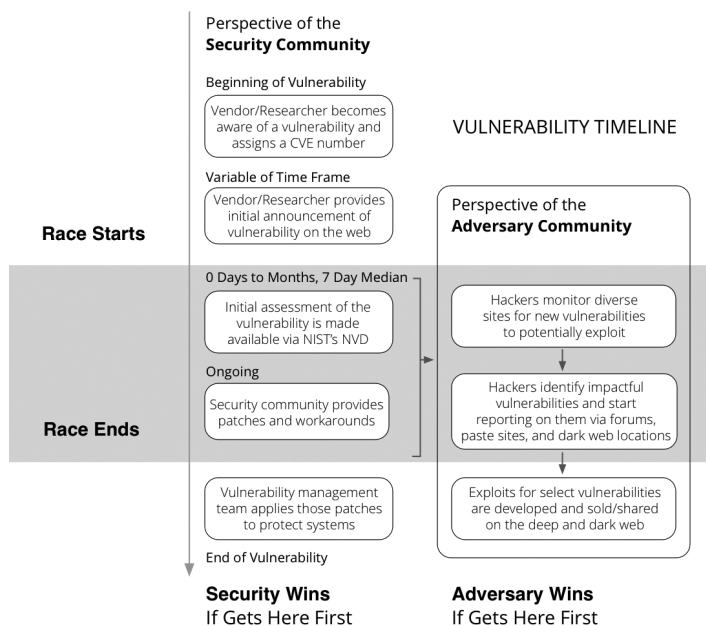 Perspective of the
Security Community
Beginning of Vulnerability
Vendor/Researcher becomes
aware of a vulnerability and
assigns a CVE number
VULNERABILITY TIMELINE
Variable of Time Frame
Vendor/Researcher provides
initial announcement of
vulnerability on the web
Race Starts
Perspective of the
Adversary Community
0 Days to Months, 7 Day Median
Initial assessment of the
vulnerability is made
available via NIST's NVD
Hackers monitor diverse
sites for new vulnerabilities
to potentially exploit
Ongoing
Security community provides
patches and workarounds
Race Ends
Hackers identify impactful
vulnerabilities and start
reporting on them via forums,
paste sites, and dark web locations
Vulnerability management
team applies those patches
to protect systems
Exploits for select vulnerabilities
are developed and sold/shared
on the deep and dark web
End of Vulnerability
Security Wins
If Gets Here First
Adversary Wins
If Gets Here First